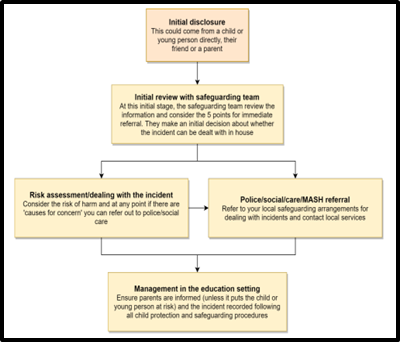 Initial disclosure
This could come from a child or
young person directly, their
friend or a parent
Initial review with safeguarding team
At this initial stage, the safeguarding team review the
information and consider the 5 points for immediate
referral. They make an initial decision about whether
the incident can be dealt with in house
Risk assessment/dealing with the incident
Consider the risk of harm and at any point if there are
'causes for concern' you can refer out to police/social
care
Police/social/care/MASH referral
Refer to your local safeguarding arrangements for
dealing with incidents and contact local services
Management in the education setting
Ensure parents are informed (unless it puts the child or
young person at risk) and the incident recorded following
all child protection and safeguarding procedures